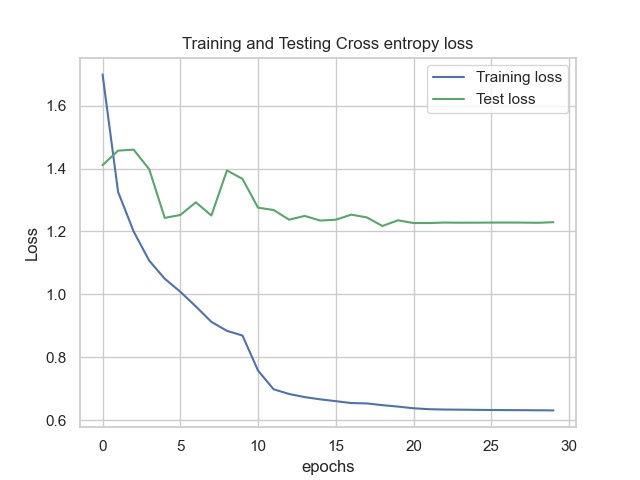 Training and Testing Cross entropy loss
Training loss
Test loss
1.6
1.4
1.2
1.0
0.8
0.6
Loss
0 5 10 15 20 25 30
epochs